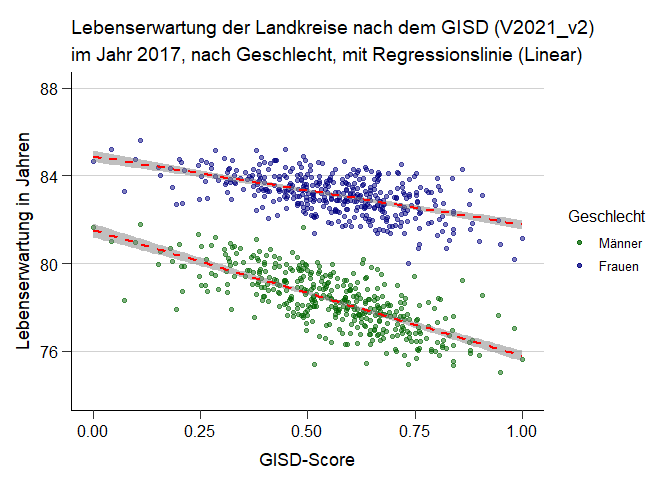 Lebenserwartung der Landkreise nach dem GISD (V2021_v2)
im Jahr 2017, nach Geschlecht, mit Regressionslinie (Linear)
Lebenserwartung in Jahren
88
84
80
76
0.00 0.25 0.50 0.75 1.00
GISD-Score
Geschlecht
Männer
Frauen